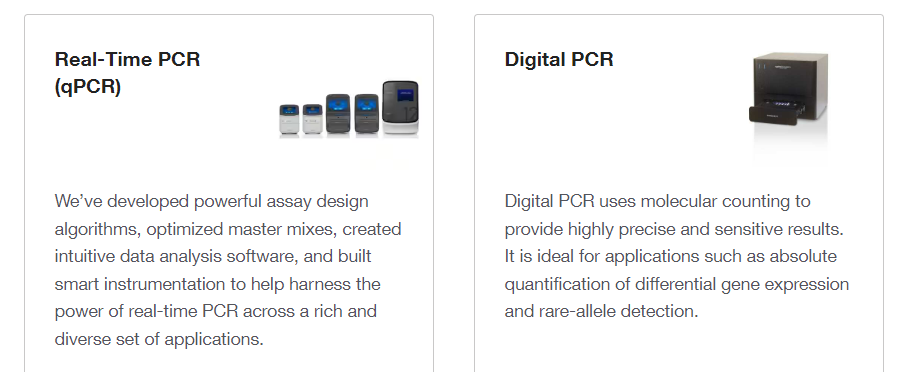 Real-Time PCR
(qPCR)
We’ve developed powerful assay design
algorithms, optimized master mixes, created
intuitive data analysis software, and built
smart instrumentation to help harness the
power of real-time PCR across a rich and
diverse set of applications.
Digital PCR
Digital PCR uses molecular counting to
provide highly precise and sensitive results.
It is ideal for applications such as absolute
quantification of differential gene expression
and rare-allele detection.